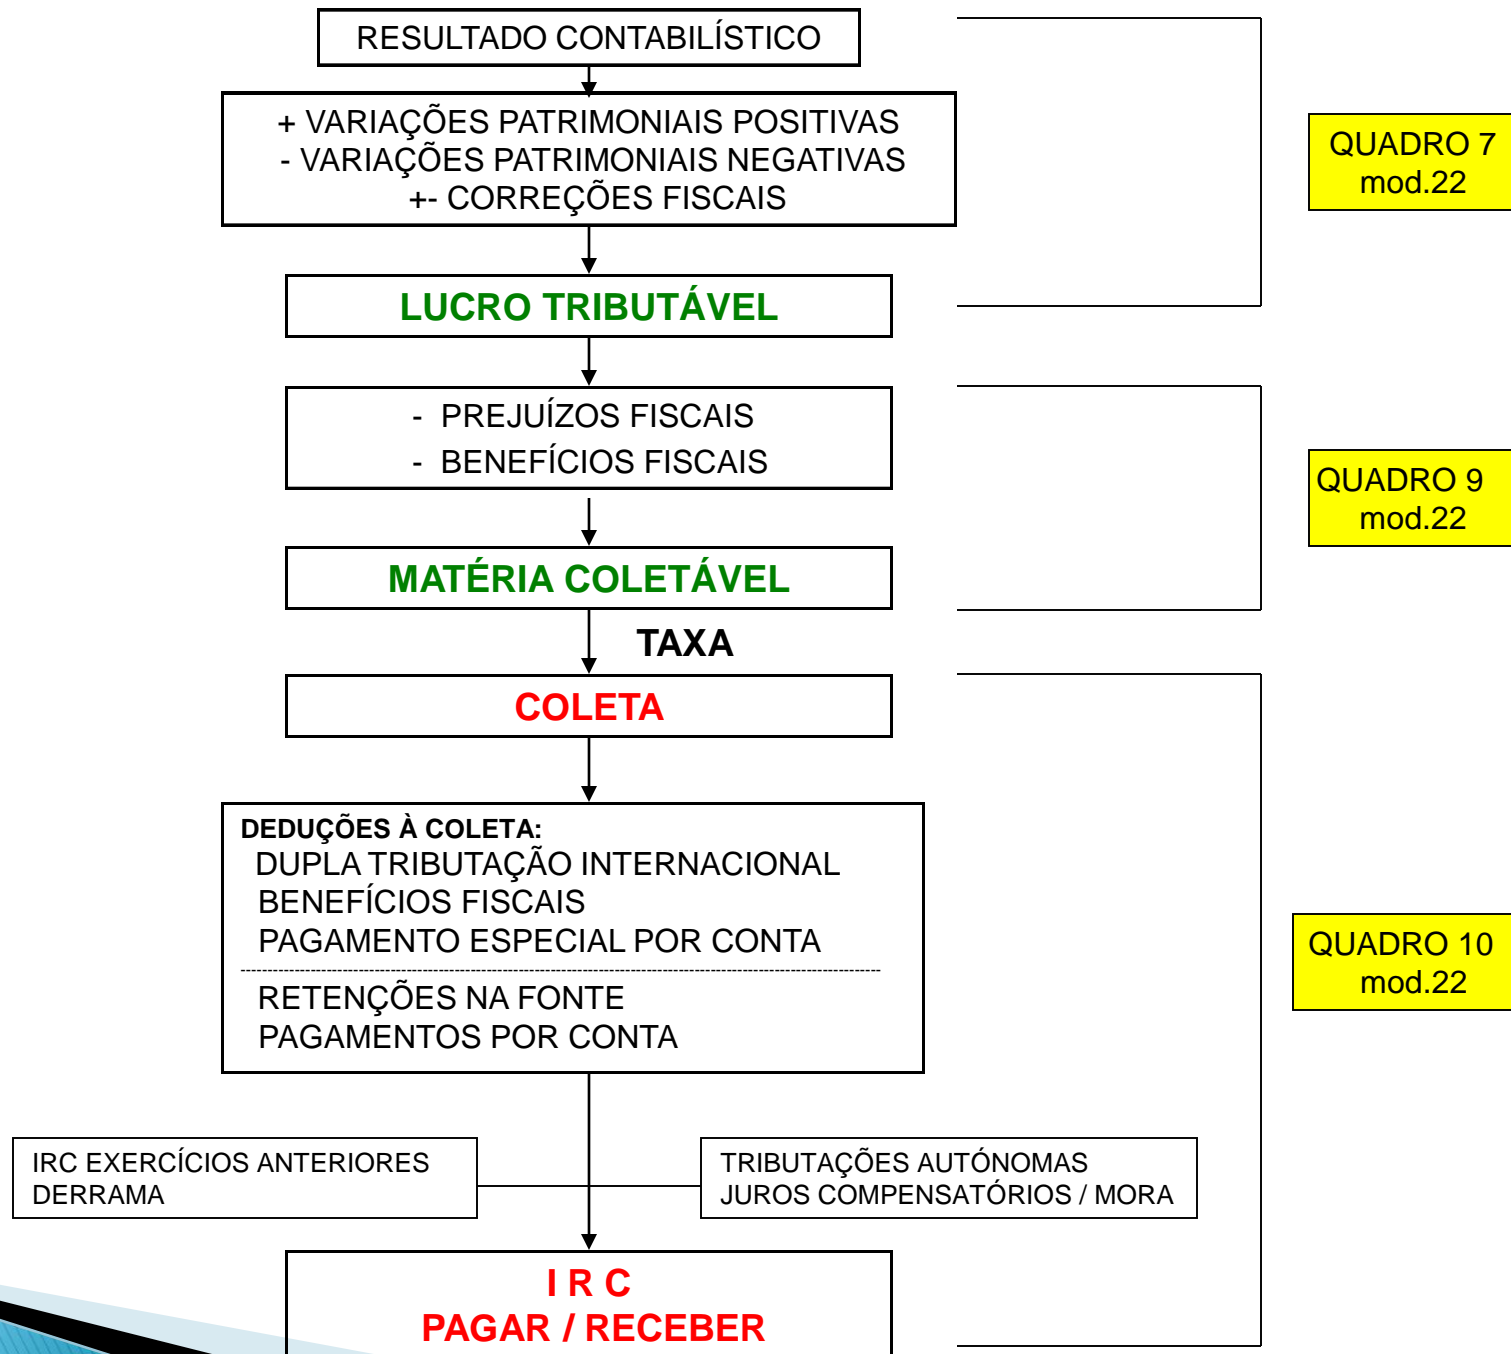 RESULTADO CONTABILÍSTICO
+ VARIAÇÕES PATRIMONIAIS POSITIVAS
- VARIAÇÕES PATRIMONIAIS NEGATIVAS
+- CORREÇÕES FISCAIS
QUADRO 7
mod.22
LUCRO TRIBUTÁVEL
- PREJUÍZOS FISCAIS
- BENEFÍCIOS FISCAIS
QUADRO 9
mod.22
MATÉRIA COLETÁVEL
TAXA
COLETA
DEDUÇÕES À COLETA:
DUPLA TRIBUTAÇÃO INTERNACIONAL
BENEFÍCIOS FISCAIS
PAGAMENTO ESPECIAL POR CONTA
RETENÇÕES NA FONTE
PAGAMENTOS POR CONTA
QUADRO 10
mod.22
IRC EXERCÍCIOS ANTERIORES
DERRAMA
TRIBUTAÇÕES AUTÓNOMAS
JUROS COMPENSATÓRIOS / MORA
I R C
PAGAR / RECEBER